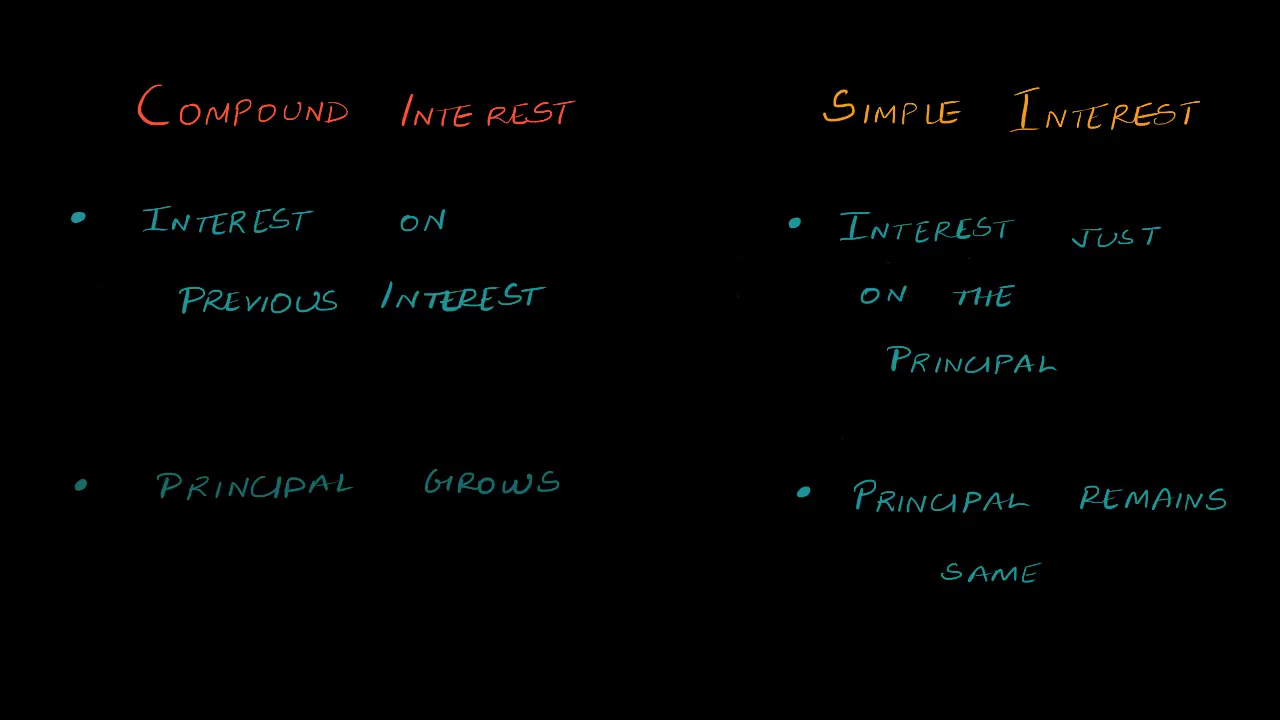 COMPOUND INTEREST
• INTEREST ON
PREVIOUS INTEREST
• PRINCIPAL GROWS
SIMPLE INTEREST
• INTEREST JUST
ON THE
PRINCIPAL
• PRINCIPAL REMAINS
SAME